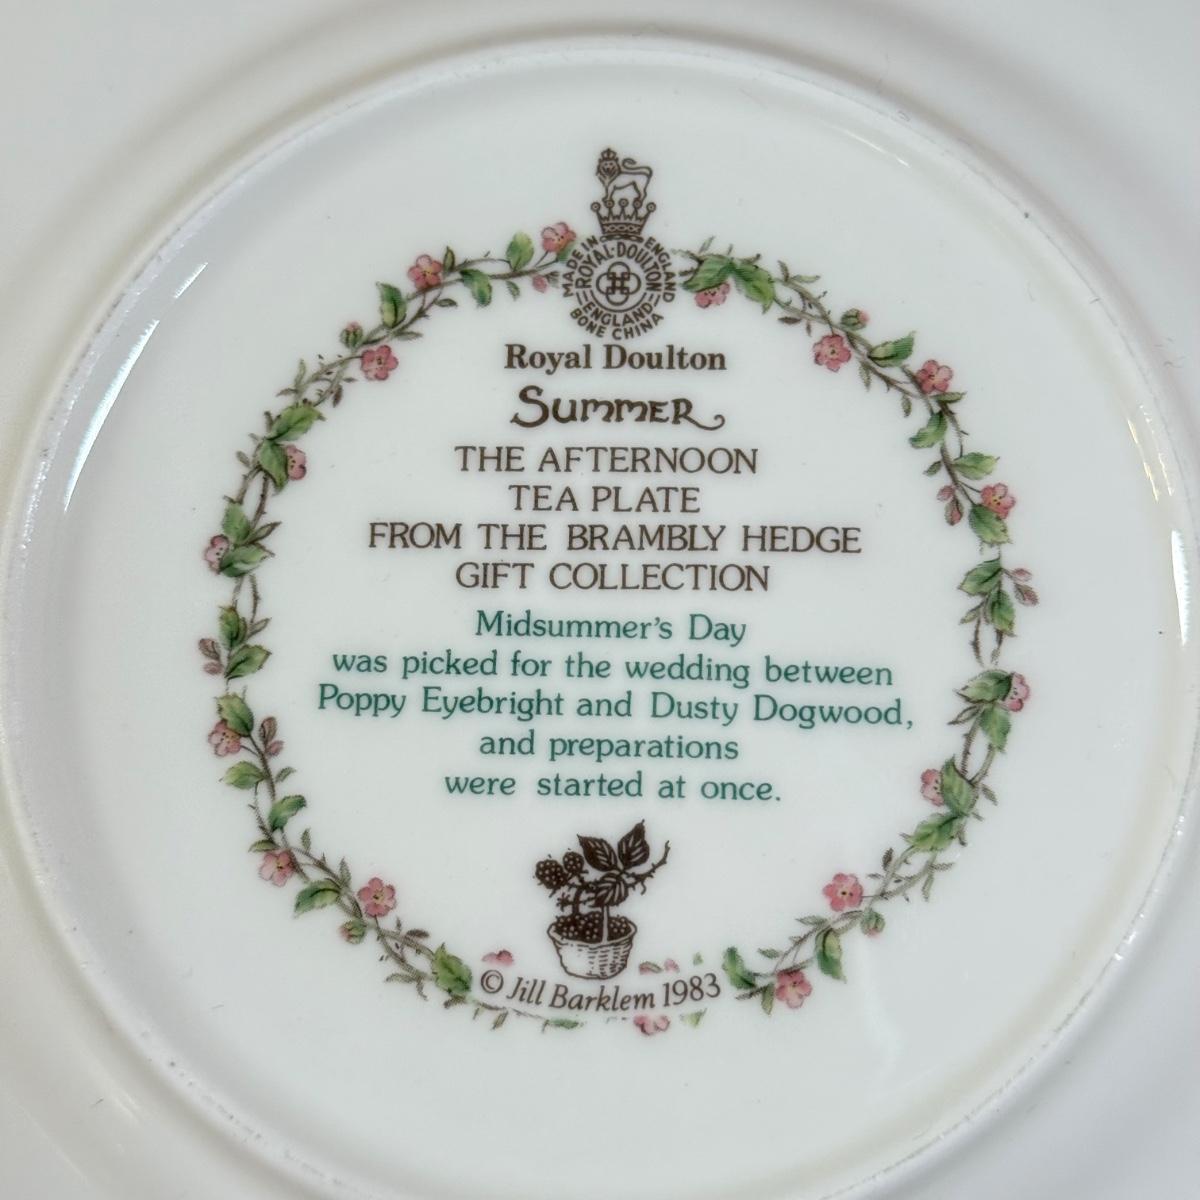 MADE IN ENGLAND
ROYAL·DOULTON
ENGLAND
BONE CHINA
Royal Doulton
Summer
THE AFTERNOON
TEA PLATE
FROM THE BRAMBLY HEDGE
GIFT COLLECTION
Midsummer's Day
was picked for the wedding between
Poppy Eyebright and Dusty Dogwood,
and preparations
were started at once.
© Jill Barklem 1983